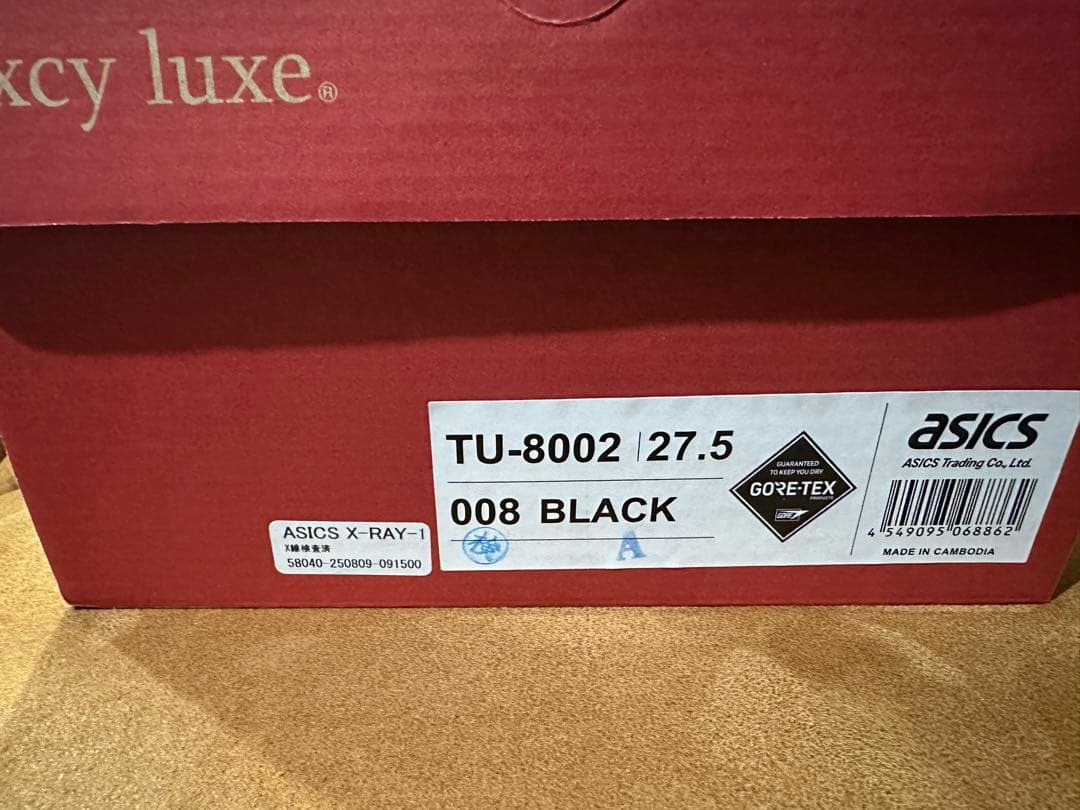 xcy luxe®
TU-8002 | 27.5
008 BLACK
A
GUARANTEED
TO KEEP YOU DRY
GORE-TEX
PRODUCTS
GORE
asics
ASICS Trading Co., Ltd.
4 549095 068862
MADE IN CAMBODIA
ASICS X-RAY-1
X線検査済
58040-250809-091500